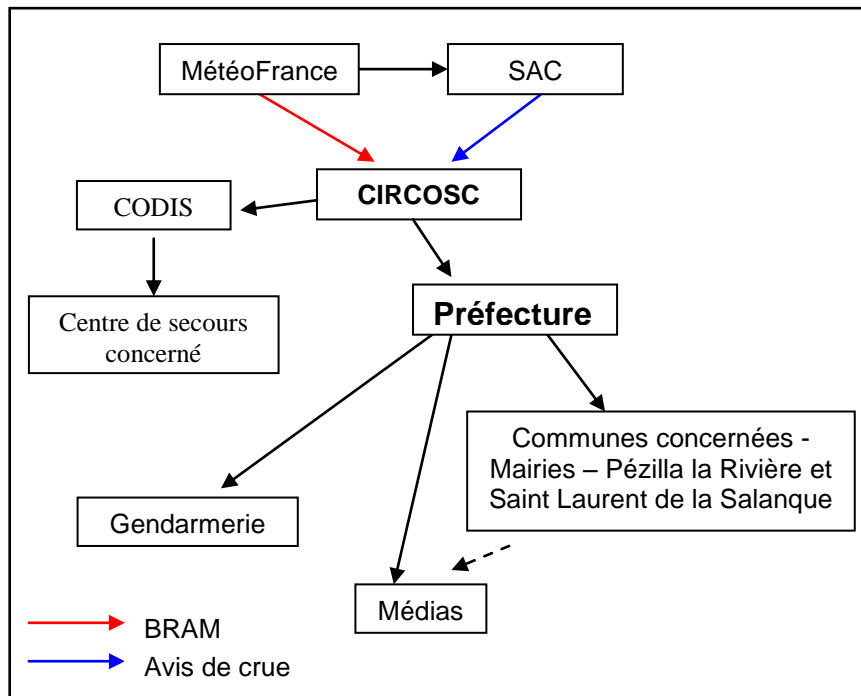 MétéoFrance
SAC
CIRCOSC
CODIS
Centre de secours
concerné
Préfecture
Communes concernées -
Mairies – Pézilla la Rivière et
Saint Laurent de la Salanque
Gendarmerie
Médias
BRAM
Avis de crue